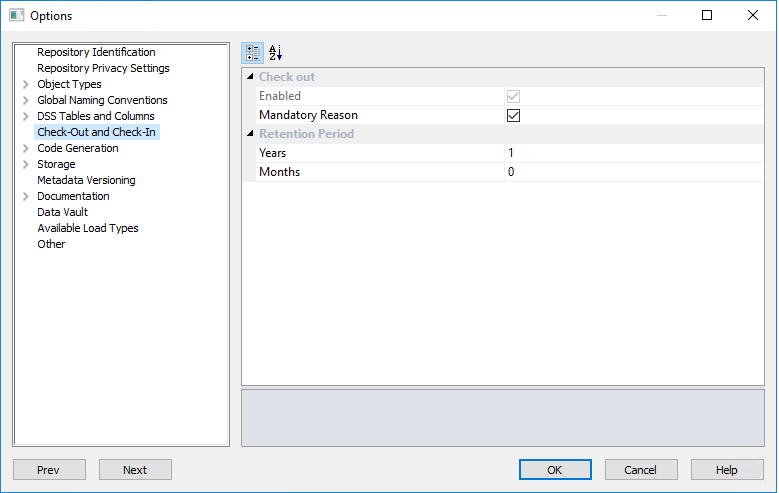 Options
Repository Identification
Repository Privacy Settings
Object Types
Global Naming Conventions
DSS Tables and Columns
Check-Out and Check-In
Code Generation
Storage
Metadata Versioning
Documentation
Data Vault
Available Load Types
Other
A
Z
Check out
Enabled
Mandatory Reason
Retention Period
Years 1
Months 0
Prev Next OK Cancel Help